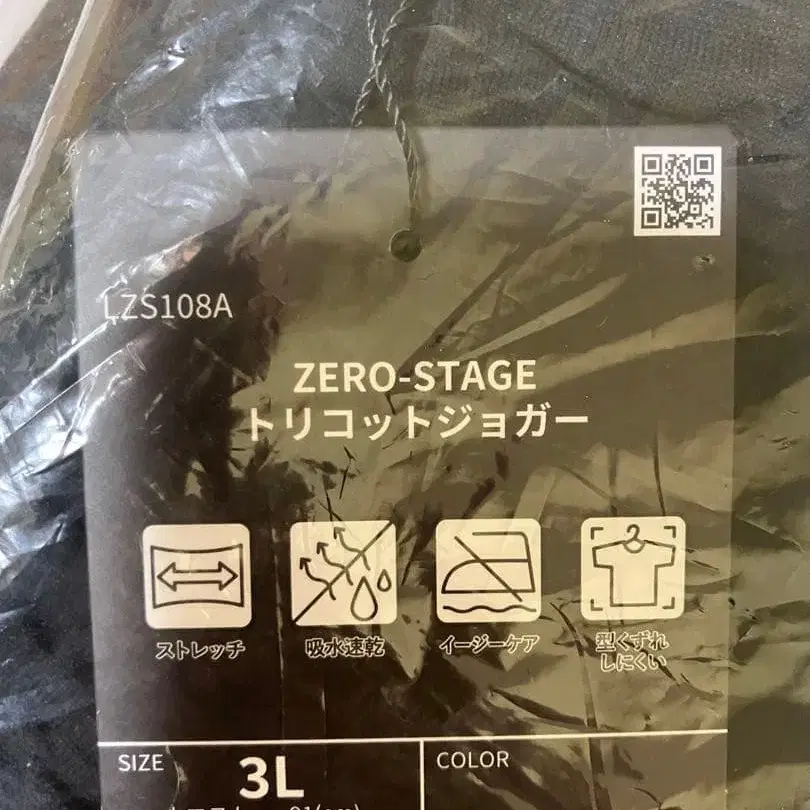 LZS108A
ZERO-STAGE
トリコットジョガー
ストレッチ
吸水速乾
イージーケア
型くずれ
しにくい
SIZE
3L
COLOR